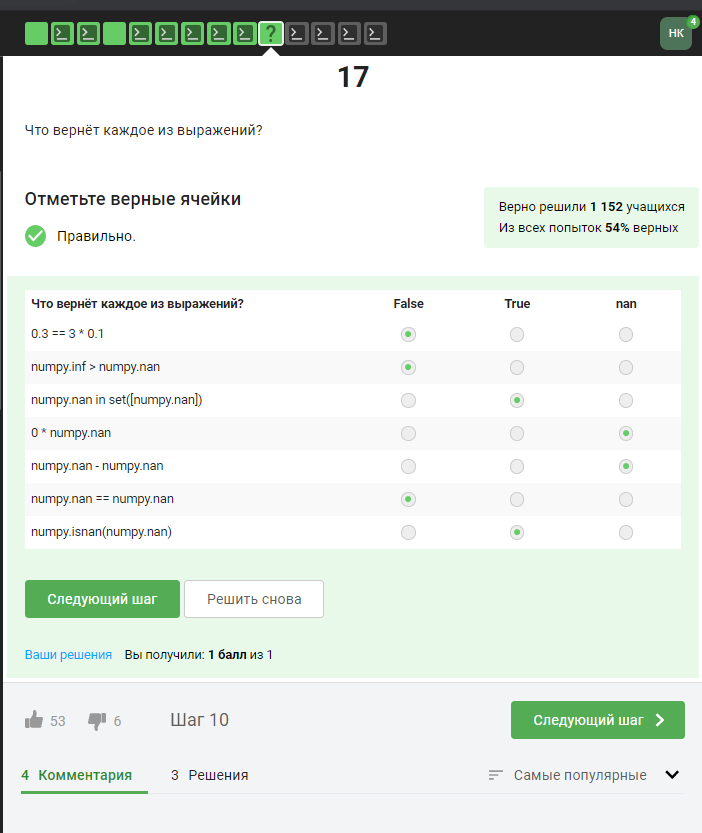 ?
НК
4
17
Что вернёт каждое из выражений?
Отметьте верные ячейки
Правильно.
Верно решили 1 152 учащихся
Из всех попыток 54% верных
Что вернёт каждое из выражений? False True nan
0.3 == 3 * 0.1
numpy.inf > numpy.nan
numpy.nan in set([numpy.nan])
0 * numpy.nan
numpy.nan - numpy.nan
numpy.nan == numpy.nan
numpy.isnan(numpy.nan)
Следующий шаг Решить снова
Ваши решения Вы получили: 1 балл из 1
53 6 Шаг 10 Следующий шаг
4 Комментария 3 Решения Самые популярные